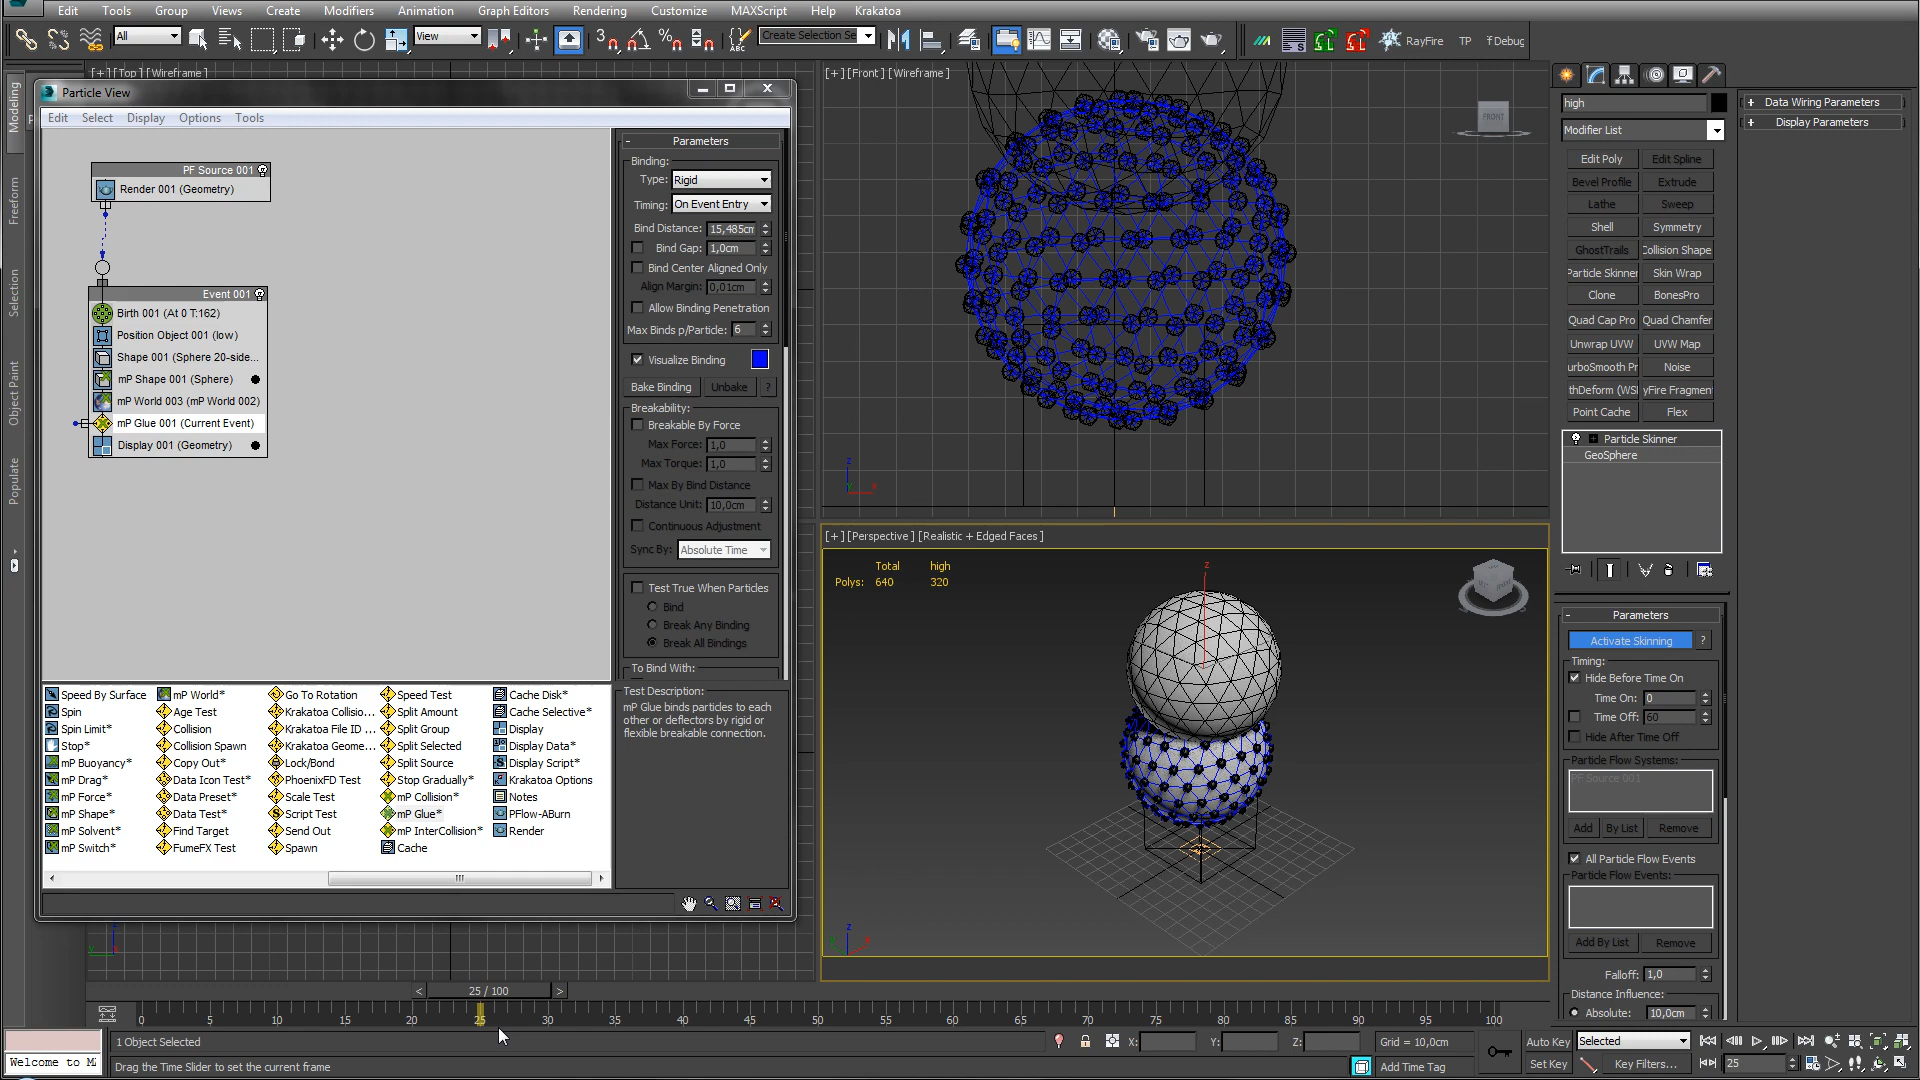 Edit Tools Group Views Create Modifiers Animation Graph Editors Rendering Customize MAXScript Help Krakatoa
All View Create Selection Se RayFire TP fDebug
[+] [Top] [Wireframe]
[+] [Front] [Wireframe]
FRONT
Modeling
Freeform
Selection
Object Paint
Populate
Particle View
Edit Select Display Options Tools
PF Source 001
Render 001 (Geometry)
Event 001
Birth 001 (At 0 T:162)
Position Object 001 (low)
Shape 001 (Sphere 20-side...
mP Shape 001 (Sphere)
mP World 003 (mP World 002)
mP Glue 001 (Current Event)
Display 001 (Geometry)
- Parameters
Binding:
Type: Rigid
Timing: On Event Entry
Bind Distance: 15,485cm
Bind Gap: 1,0cm
Bind Center Aligned Only
Align Margin: 0,01cm
Allow Binding Penetration
Max Binds p/Particle: 6
Visualize Binding
Bake Binding Unbake ?
Breakability:
Breakable By Force
Max Force: 1,0
Max Torque: 1,0
Max By Bind Distance
Distance Unit: 10,0cm
Continuous Adjustment
Sync By: Absolute Time
Test True When Particles
Bind
Break Any Binding
Break All Bindings
To Bind With:
Speed By Surface mP World* Go To Rotation Speed Test Cache Disk*
Spin Age Test Krakatoa Collisio... Split Amount Cache Selective*
Spin Limit* Collision Krakatoa File ID ... Split Group Display
Stop* Collision Spawn Krakatoa Geome... Split Selected Display Data*
mP Buoyancy* Copy Out* Lock/Bond Split Source Display Script*
mP Drag* Data Icon Test* PhoenixFD Test Stop Gradually* Krakatoa Options
mP Force* Data Preset* Scale Test mP Collision* Notes
mP Shape* Data Test* Script Test mP Glue* PFlow-ABurn
mP Solvent* Find Target Send Out mP InterCollision* Render
mP Switch* FumeFX Test Spawn Cache
Test Description:
mP Glue binds particles to each
other or deflectors by rigid or
flexible breakable connection.
[+] [Perspective] [Realistic + Edged Faces]
Total high
Polys: 640 320
high
Modifier List
Edit Poly Edit Spline
Bevel Profile Extrude
Lathe Sweep
Shell Symmetry
GhostTrails Collision Shape
Particle Skinner Skin Wrap
Clone BonesPro
Quad Cap Pro Quad Chamfer
Unwrap UVW UVW Map
urboSmooth Pr Noise
thDeform (WSI yFire Fragment
Point Cache Flex
+ Particle Skinner
GeoSphere
- Parameters
Activate Skinning ?
Timing:
Hide Before Time On
Time On: 0
Time Off: 60
Hide After Time Off
Particle Flow Systems:
PF Source 001
Add By List Remove
All Particle Flow Events
Particle Flow Events:
Add By List Remove
Falloff: 1,0
Distance Influence:
Absolute: 10,0cm
+ Data Wiring Parameters
+ Display Parameters
< 25 / 100 >
0 5 10 15 20 25 30 35 40 45 50 55 60 65 70 75 80 85 90 95 100
1 Object Selected X: Y: Z: Grid = 10,0cm Auto Key Selected
Welcome to M Drag the Time Slider to set the current frame Add Time Tag Set Key Key Filters... 25